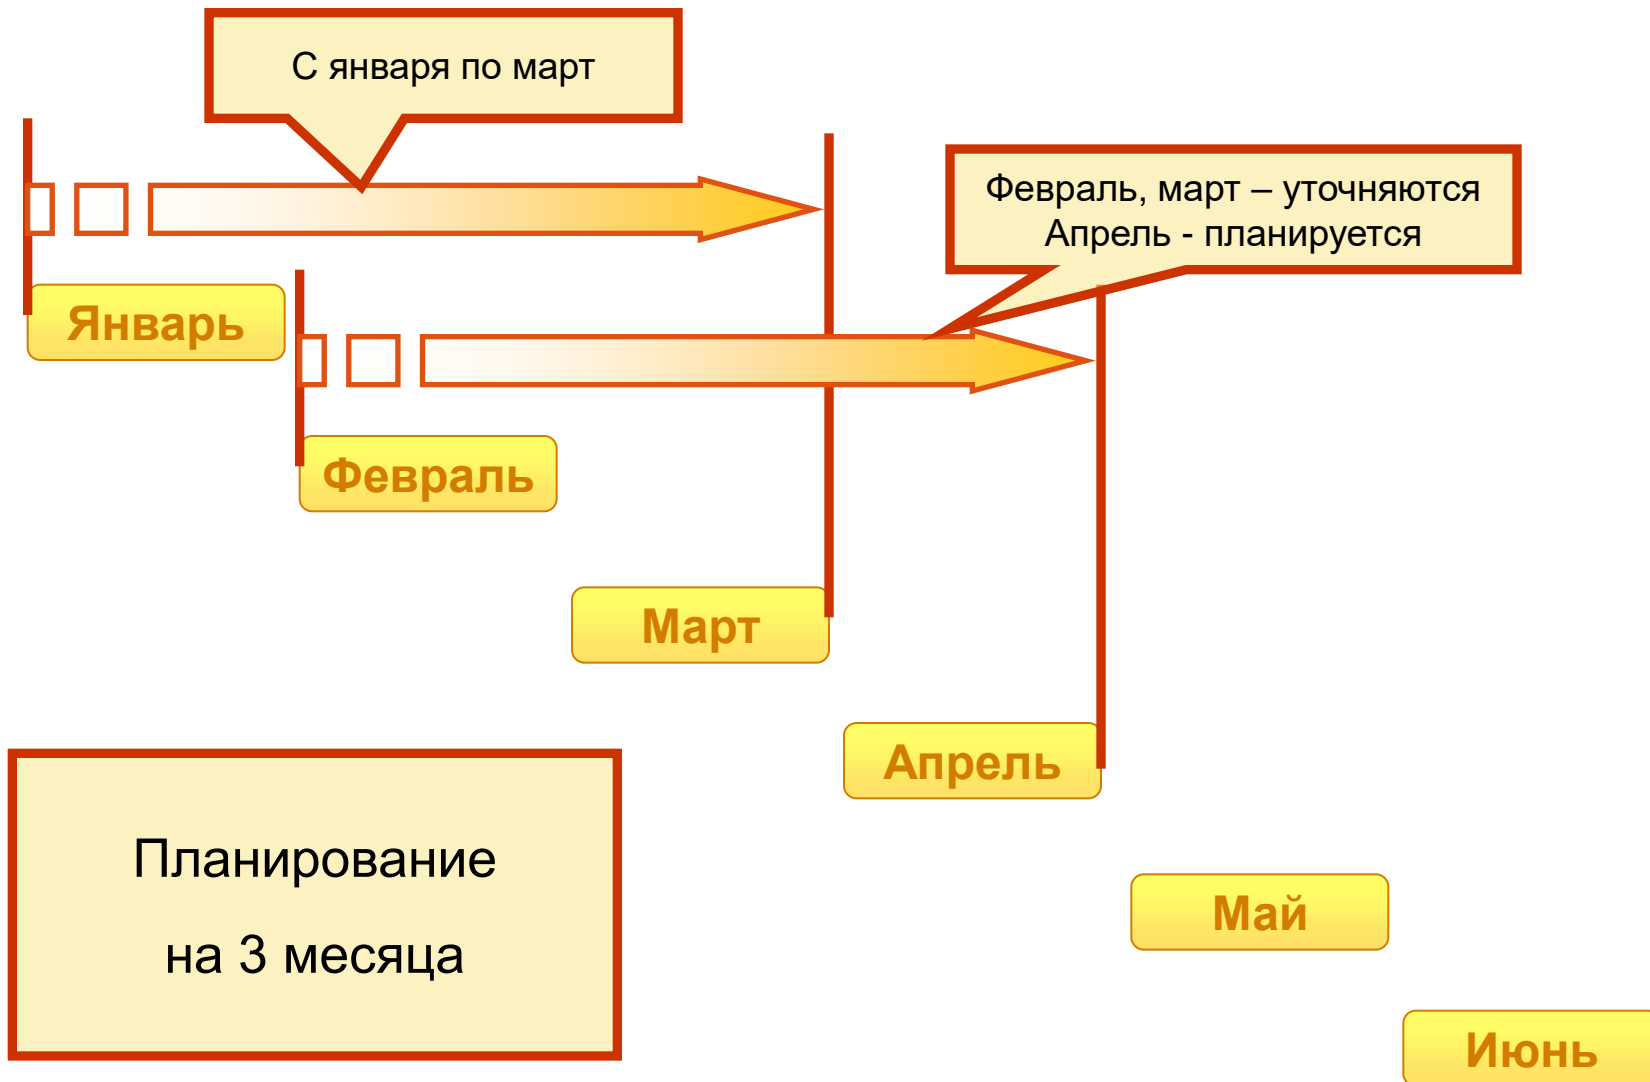 С января по март
Февраль, март – уточняются
Апрель - планируется
Январь
Февраль
Март
Апрель
Планирование
на 3 месяца
Май
Июнь